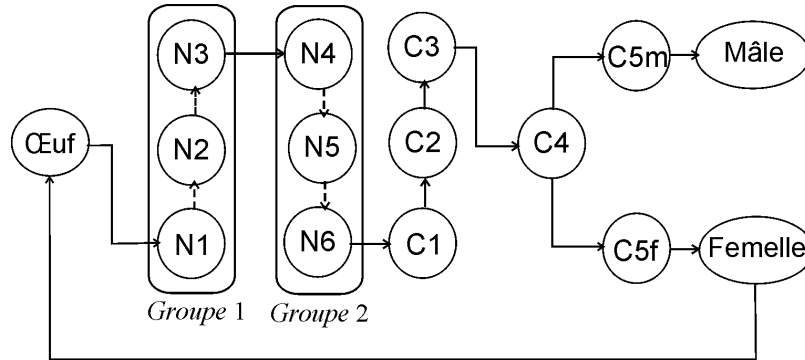 Œuf
N1
N2
N3
Groupe 1
N4
N5
N6
Groupe 2
C1
C2
C3
C4
C5m
Mâle
C5f
Femelle